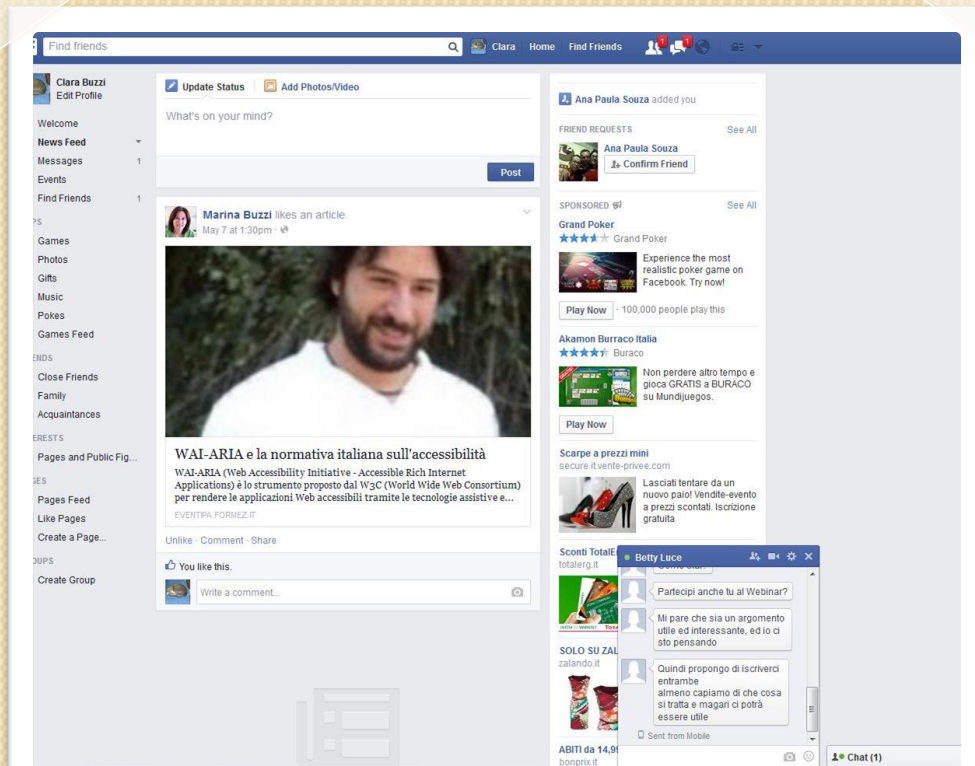 Find friends
Clara
Home
Find Friends
1
1
Clara Buzzi
Edit Profile
Welcome
News Feed
Messages 1
Events
Find Friends 1
Games
Photos
Gifts
Music
Pokes
Games Feed
Close Friends
Family
Acquaintances
Pages and Public Fig...
Pages Feed
Like Pages
Create a Page...
Create Group
Update Status
Add Photos/Video
What's on your mind?
Post
Marina Buzzi likes an article.
May 7 at 1:30pm ·
WAI-ARIA e la normativa italiana sull'accessibilità
WAI-ARIA (Web Accessibility Initiative - Accessible Rich Internet
Applications) è lo strumento proposto dal W3C (World Wide Web Consortium)
per rendere le applicazioni Web accessibili tramite le tecnologie assistive e...
EVENTIPA.FORMEZ.IT
Unlike · Comment · Share
You like this.
Write a comment...
Ana Paula Souza added you
FRIEND REQUESTS See All
Ana Paula Souza
Confirm Friend
SPONSORED See All
Grand Poker
Grand Poker
Experience the most
realistic poker game on
Facebook. Try now!
Play Now · 100,000 people play this
Akamon Burraco Italia
Buraco
Non perdere altro tempo e
gioca GRATIS a BURACO
su Mundijuegos.
Play Now
Scarpe a prezzi mini
secure.it.vente-privee.com
Lasciati tentare da un
nuovo paio! Vendite-evento
a prezzi scontati. Iscrizione
gratuita
Sconti TotalE
totalerg.it
SOLO SU ZAL
zalando.it
ABITI da 14,9
bonprix.it
Betty Luce
Partecipi anche tu al Webinar?
Mi pare che sia un argomento
utile ed interessante, ed io ci
sto pensando
Quindi propongo di iscriverci
entrambe
almeno capiamo di che cosa
si tratta e magari ci potrà
essere utile
Sent from Mobile
Chat (1)